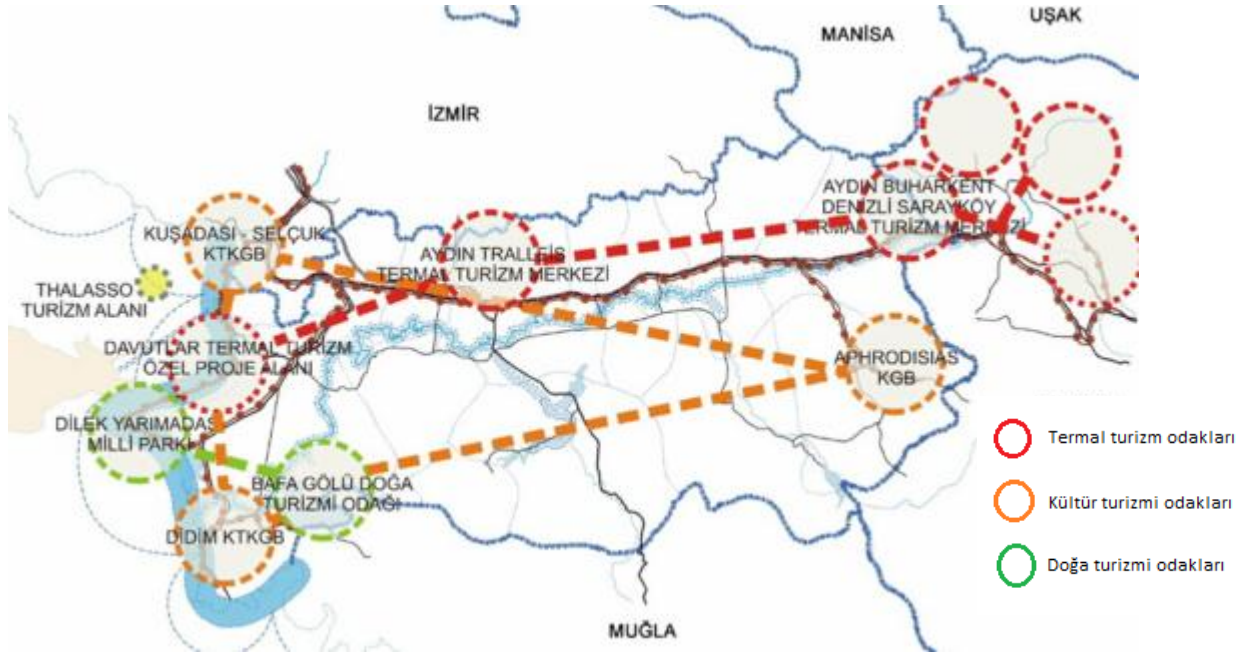 UŞAK
MANİSA
İZMİR
AYDIN BUHARKENT
DENİZLİ SARAYKÖY
TERMAL TURİZM MERKEZİ
KUŞADASI - SELÇUK
KTKGB
AYDIN TRALLEİS
TERMAL TURİZM MERKEZİ
THALASSO
TURİZM ALANI
DAVUTLAR TERMAL TURİZM
ÖZEL PROJE ALANI
APHRODISIAS
KGB
DİLEK YARIMADASI
MİLLİ PARKI
BAFA GÖLÜ DOĞA
TURİZMİ ODAĞI
DİDİM KTKGB
MUĞLA
Termal turizm odakları
Kültür turizmi odakları
Doğa turizmi odakları